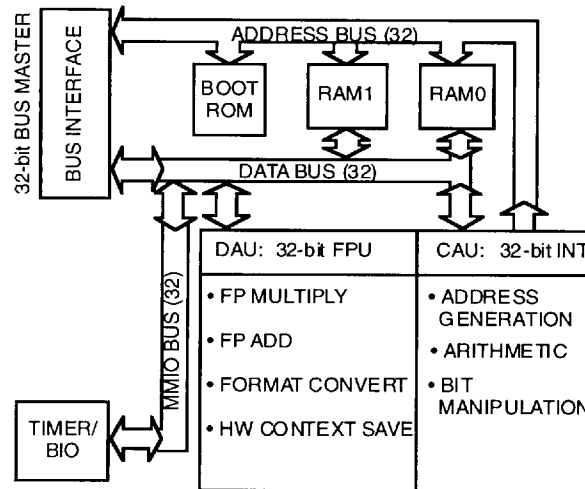 ADDRESS BUS (32)
32-bit BUS MASTER
BUS INTERFACE
BOOT
ROM
RAM1
RAM0
DATA BUS (32)
MMIO BUS (32)
DAU: 32-bit FPU
• FP MULTIPLY
• FP ADD
• FORMAT CONVERT
• HW CONTEXT SAVE
CAU: 32-bit INT
• ADDRESS
GENERATION
• ARITHMETIC
• BIT
MANIPULATION
TIMER/
BIO